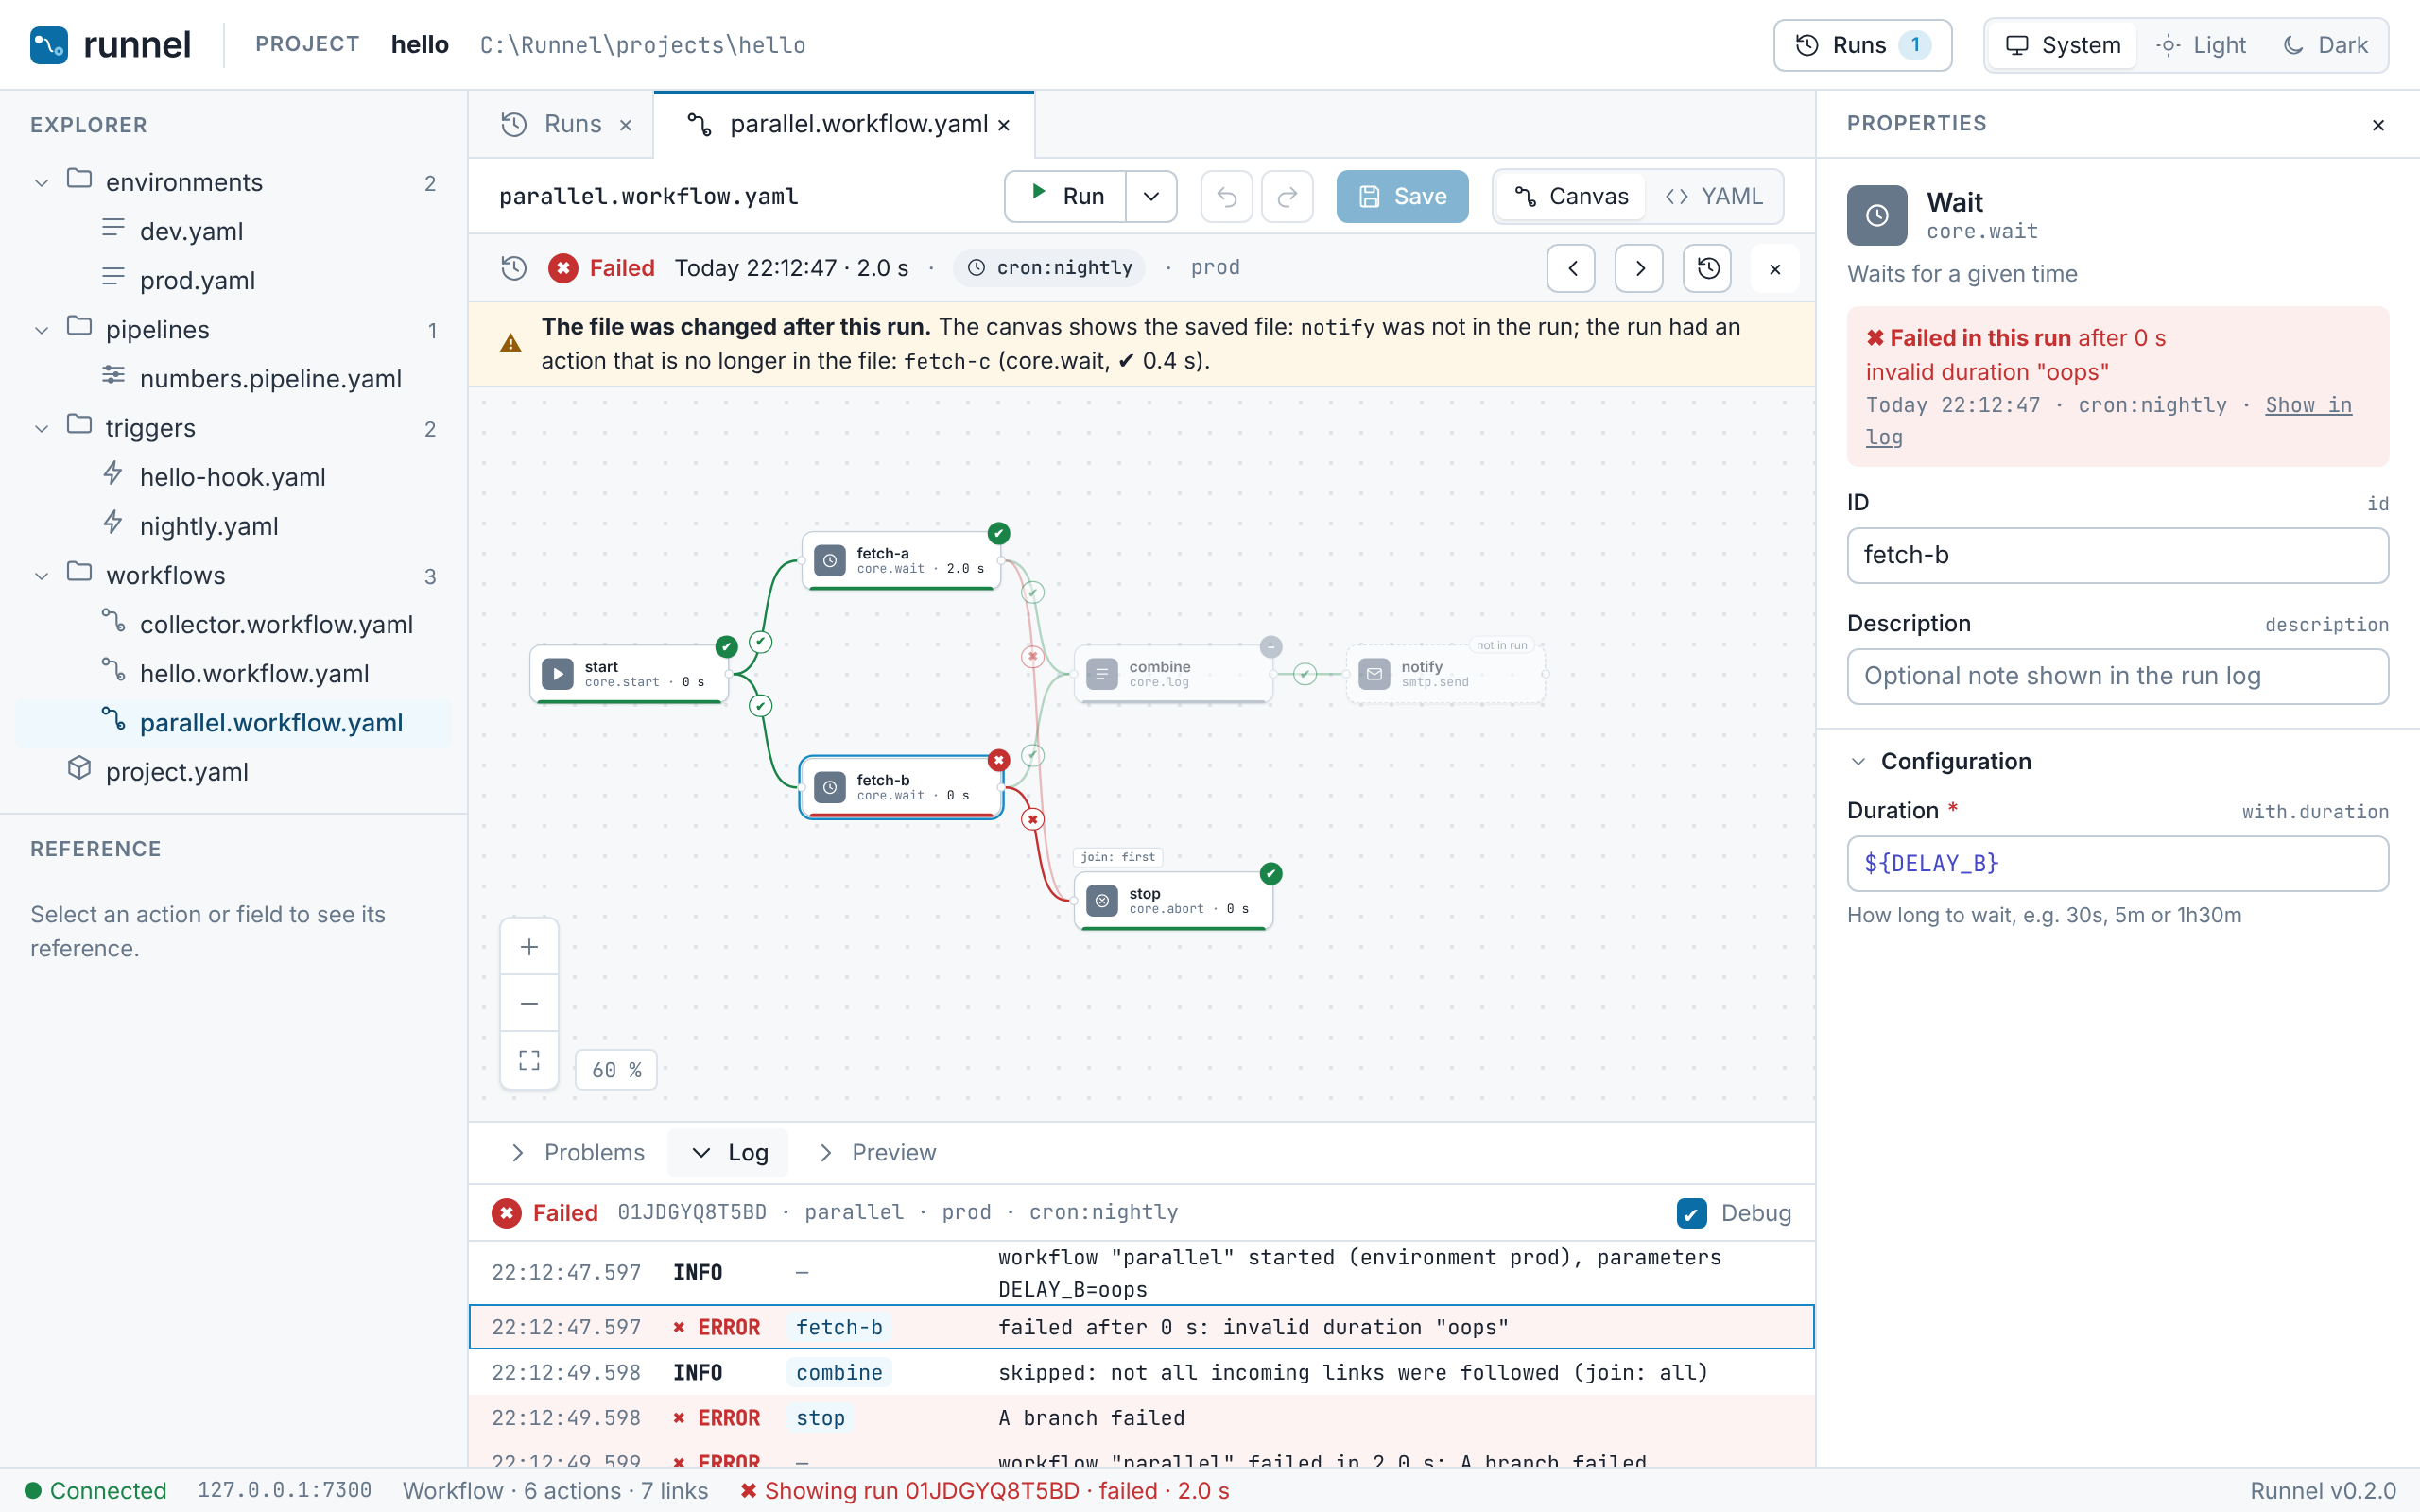 runnel
PROJECT hello C:\Runnel\projects\hello
Runs 1
System Light Dark
EXPLORER
environments 2
dev.yaml
prod.yaml
pipelines 1
numbers.pipeline.yaml
triggers 2
hello-hook.yaml
nightly.yaml
workflows 3
collector.workflow.yaml
hello.workflow.yaml
parallel.workflow.yaml
project.yaml
REFERENCE
Select an action or field to see its
reference.
Runs ×
parallel.workflow.yaml ×
parallel.workflow.yaml
Run
Save
Canvas YAML
Failed Today 22:12:47 · 2.0 s · cron:nightly · prod
The file was changed after this run. The canvas shows the saved file: notify was not in the run; the run had an
action that is no longer in the file: fetch-c (core.wait, ✔ 0.4 s).
fetch-a
core.wait · 2.0 s
start
core.start · 0 s
combine
core.log
not in run
notify
smtp.send
fetch-b
core.wait · 0 s
join: first
stop
core.abort · 0 s
60 %
Problems Log Preview
Failed 01JDGYQ8T5BD · parallel · prod · cron:nightly
Debug
22:12:47.597 INFO – workflow "parallel" started (environment prod), parameters
DELAY_B=oops
22:12:47.597 ✖ ERROR fetch-b failed after 0 s: invalid duration "oops"
22:12:49.598 INFO combine skipped: not all incoming links were followed (join: all)
22:12:49.598 ✖ ERROR stop A branch failed
22:12:49.599 ✖ ERROR – workflow "parallel" failed in 2.0 s: A branch failed
PROPERTIES ×
Wait
core.wait
Waits for a given time
✖ Failed in this run after 0 s
invalid duration "oops"
Today 22:12:47 · cron:nightly · Show in
log
ID id
fetch-b
Description description
Optional note shown in the run log
Configuration
Duration * with.duration
${DELAY_B}
How long to wait, e.g. 30s, 5m or 1h30m
Connected 127.0.0.1:7300 Workflow · 6 actions · 7 links ✖ Showing run 01JDGYQ8T5BD · failed · 2.0 s
Runnel v0.2.0